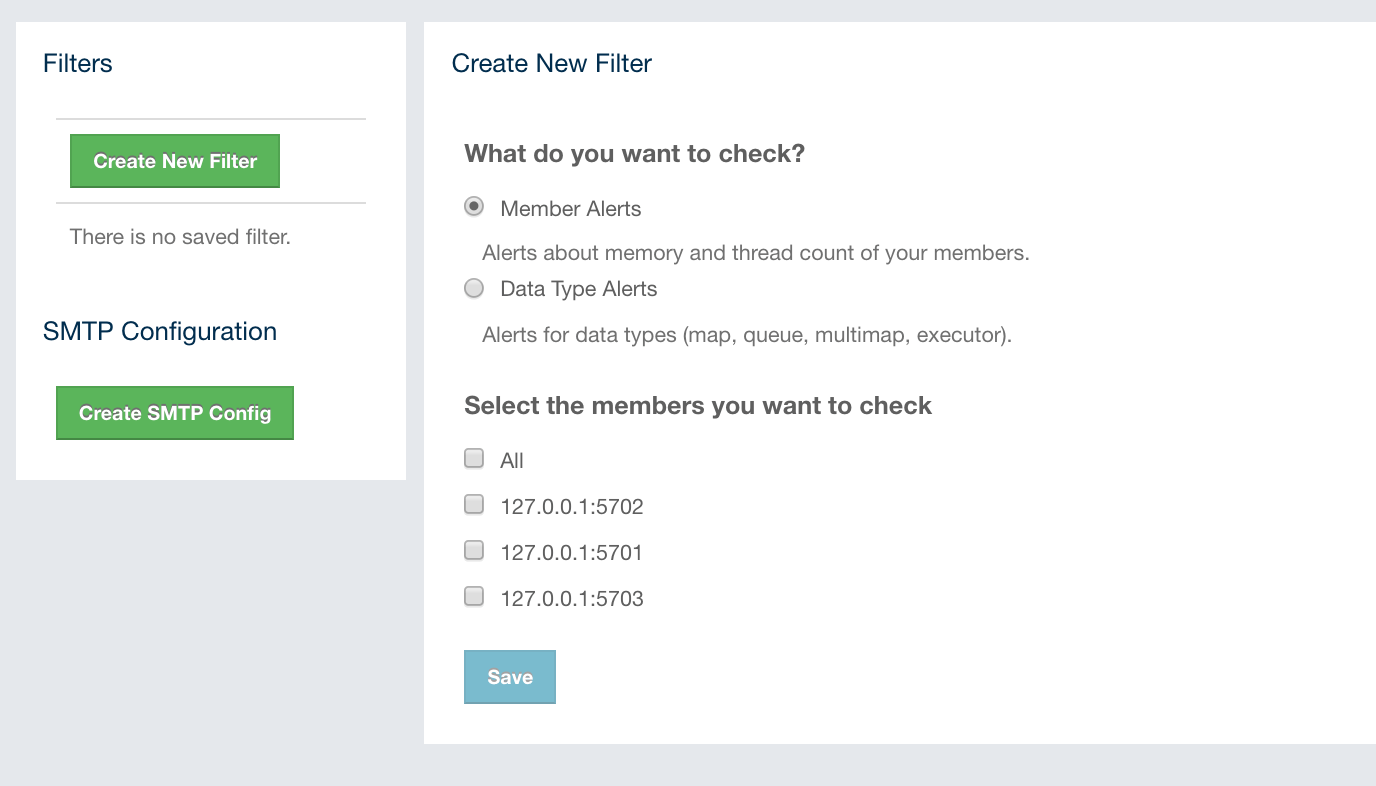 Filters
Create New Filter
There is no saved filter.
SMTP Configuration
Create SMTP Config
Create New Filter
What do you want to check?
Member Alerts
Alerts about memory and thread count of your members.
Data Type Alerts
Alerts for data types (map, queue, multimap, executor).
Select the members you want to check
All
127.0.0.1:5702
127.0.0.1:5701
127.0.0.1:5703
Save